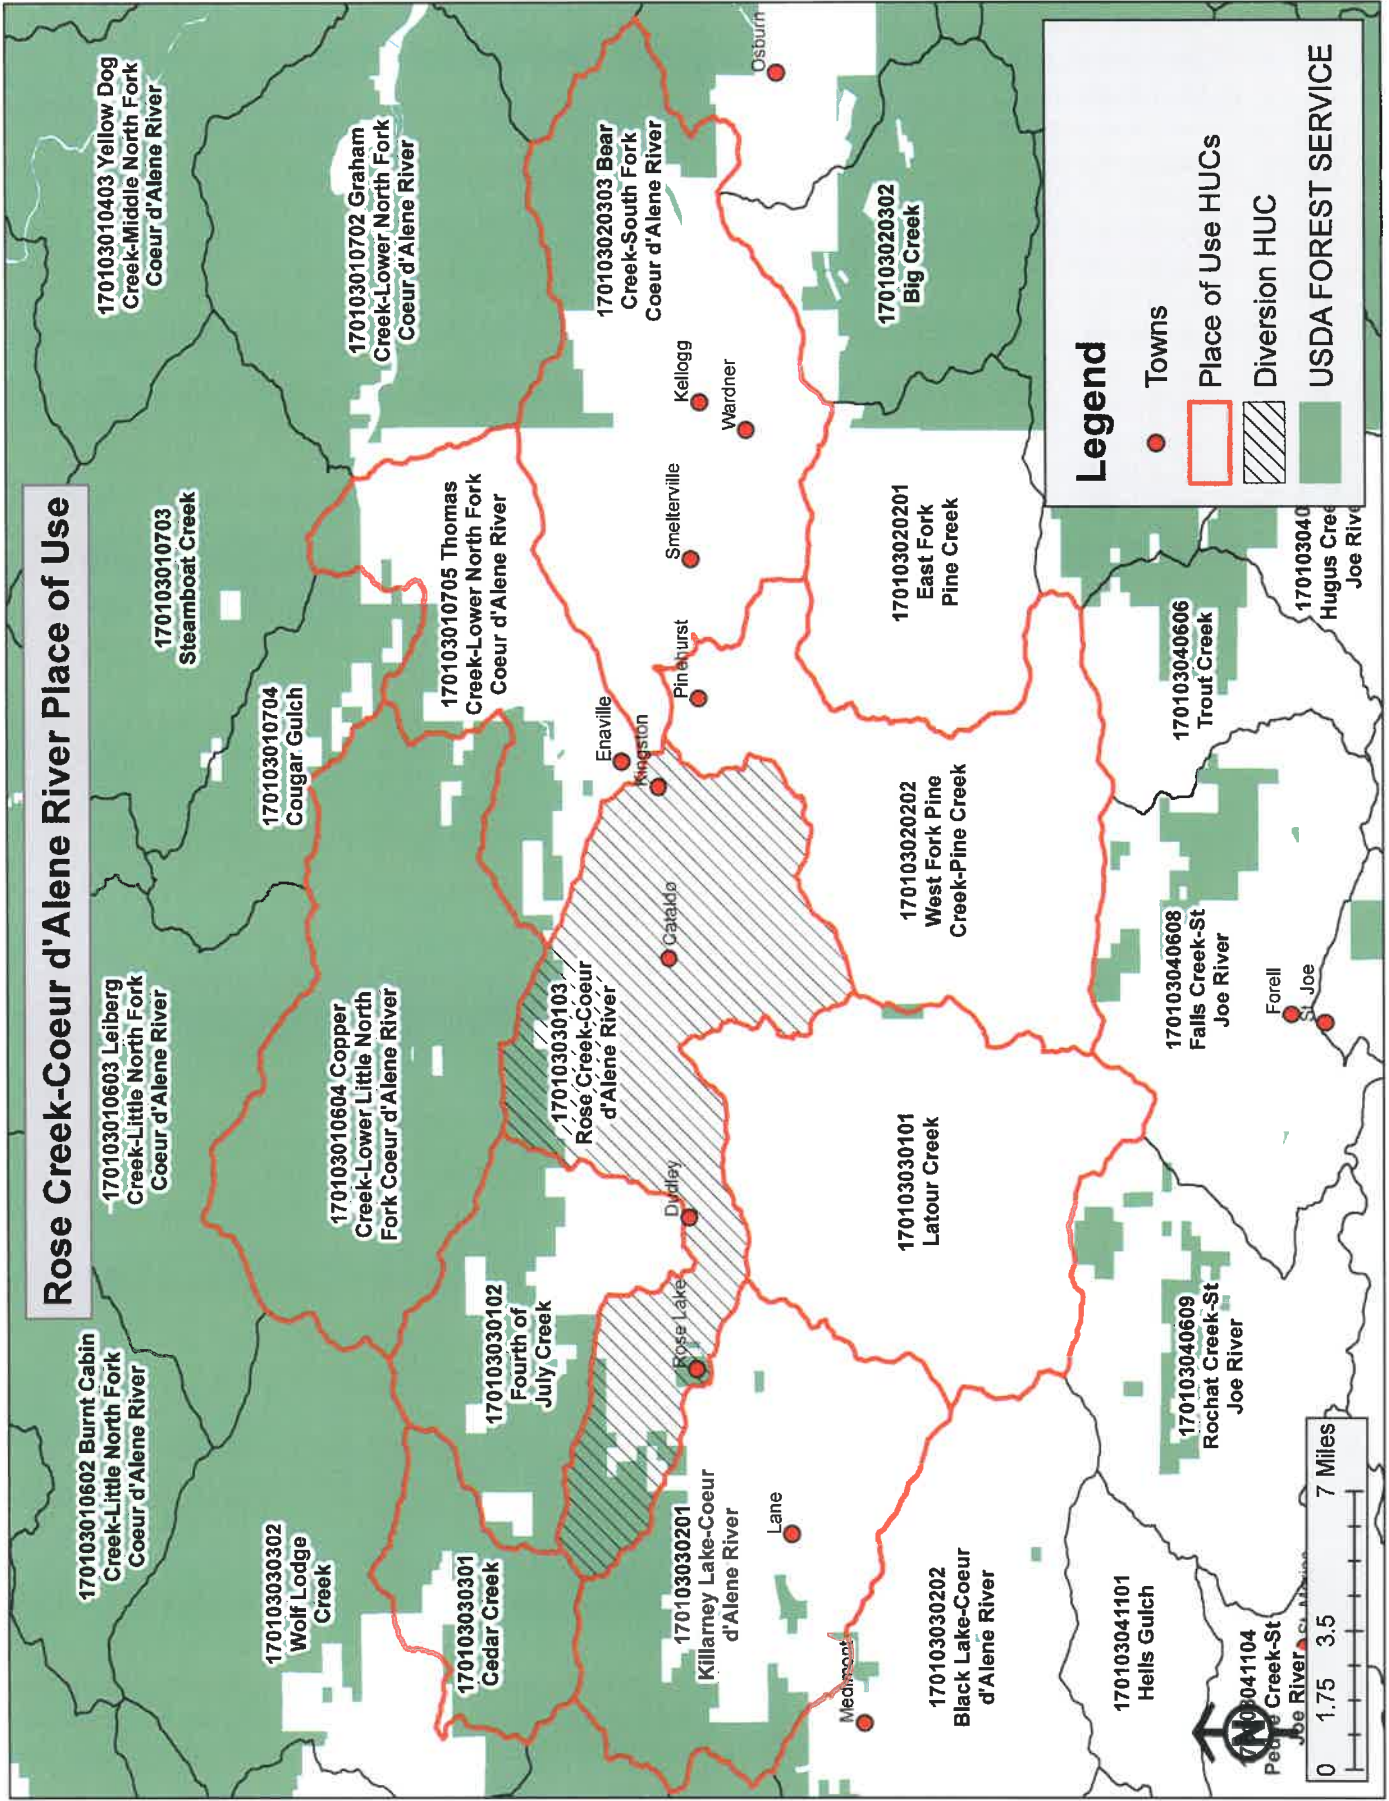 Rose Creek-Coeur d'Alene River Place of Use
170103010602 Burnt Cabin
Creek-Little North Fork
Coeur d'Alene River
170103010603 Leiberg
Creek-Little North Fork
Coeur d'Alene River
170103010703
Steamboat Creek
170103010403 Yellow Dog
Creek-Middle North Fork
Coeur d'Alene River
170103030302
Wolf Lodge
Creek
170103010604 Copper
Creek-Lower Little North
Fork Coeur d'Alene River
170103010704
Cougar Gulch
170103010702 Graham
Creek-Lower North Fork
Coeur d'Alene River
170103030301
Cedar Creek
170103030102
Fourth of
July Creek
170103030103
Rose Creek-Coeur
d'Alene River
170103010705 Thomas
Creek-Lower North Fork
Coeur d'Alene River
170103020303 Bear
Creek-South Fork
Coeur d'Alene River
Enaville
Kingston
Pinehurst
Smelterville
Kellogg
Wardner
Osburn
Cataldo
Dudley
Rose Lake
170103030201
Killarney Lake-Coeur
d'Alene River
Lane
Medimont
170103030202
Black Lake-Coeur
d'Alene River
170103030101
Latour Creek
170103020202
West Fork Pine
Creek-Pine Creek
170103020201
East Fork
Pine Creek
170103020302
Big Creek
170103041101
Hells Gulch
170103040609
Rochat Creek-St
Joe River
170103040608
Falls Creek-St
Joe River
170103040606
Trout Creek
Farell
St. Joe
Hugus Cree
Joe Rive
Creek-St
Joe River
N
0 1.75 3.5 7 Miles
Legend
Towns
Place of Use HUCs
Diversion HUC
USDA FOREST SERVICE